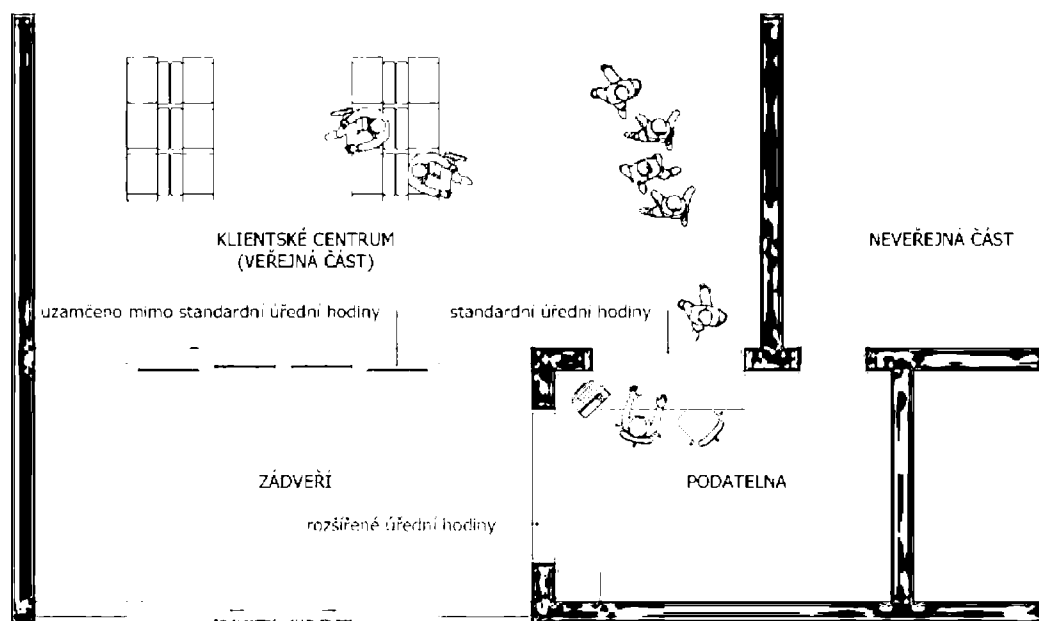 KLIENTSKÉ CENTRUM
(VEŘEJNÁ ČÁST)
NEVEŘEJNÁ ČÁST
uzamčeno mimo standardní úřední hodiny
standardní úřední hodiny
ZÁDVEŘÍ
PODATELNA
rozšířené úřední hodiny